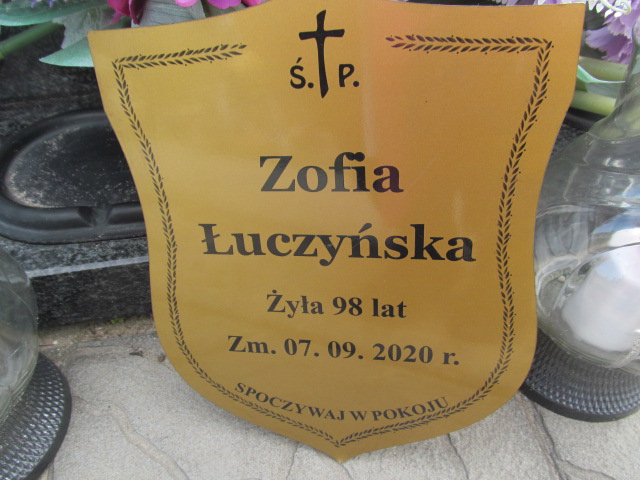 Ś. P.
Zofia
Łuczyńska
Żyła 98 lat
Zm. 07. 09. 2020 r.
SPOCZYWAJ W POKOJU